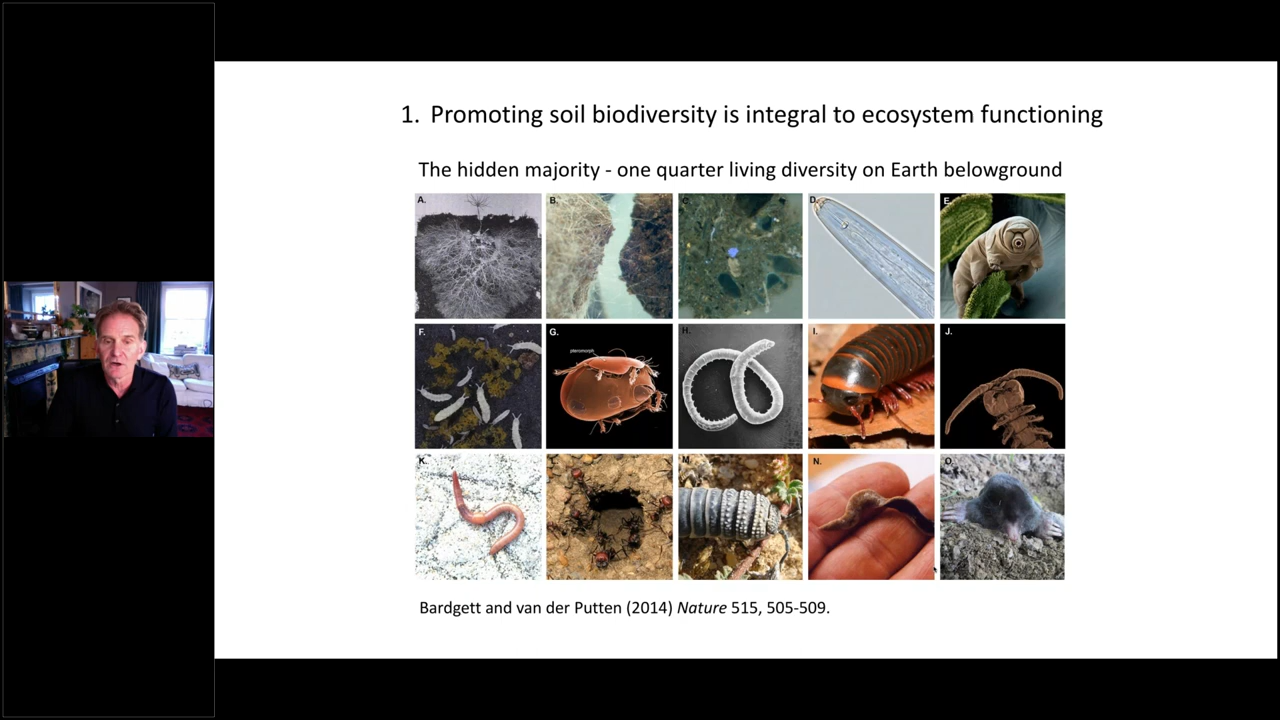 1. Promoting soil biodiversity is integral to ecosystem functioning
The hidden majority - one quarter living diversity on Earth belowground
A.
B.
C.
D.
E.
F.
G.
pteromorph
H.
I.
J.
K.
L.
M.
N.
O.
Bardgett and van der Putten (2014) Nature 515, 505-509.